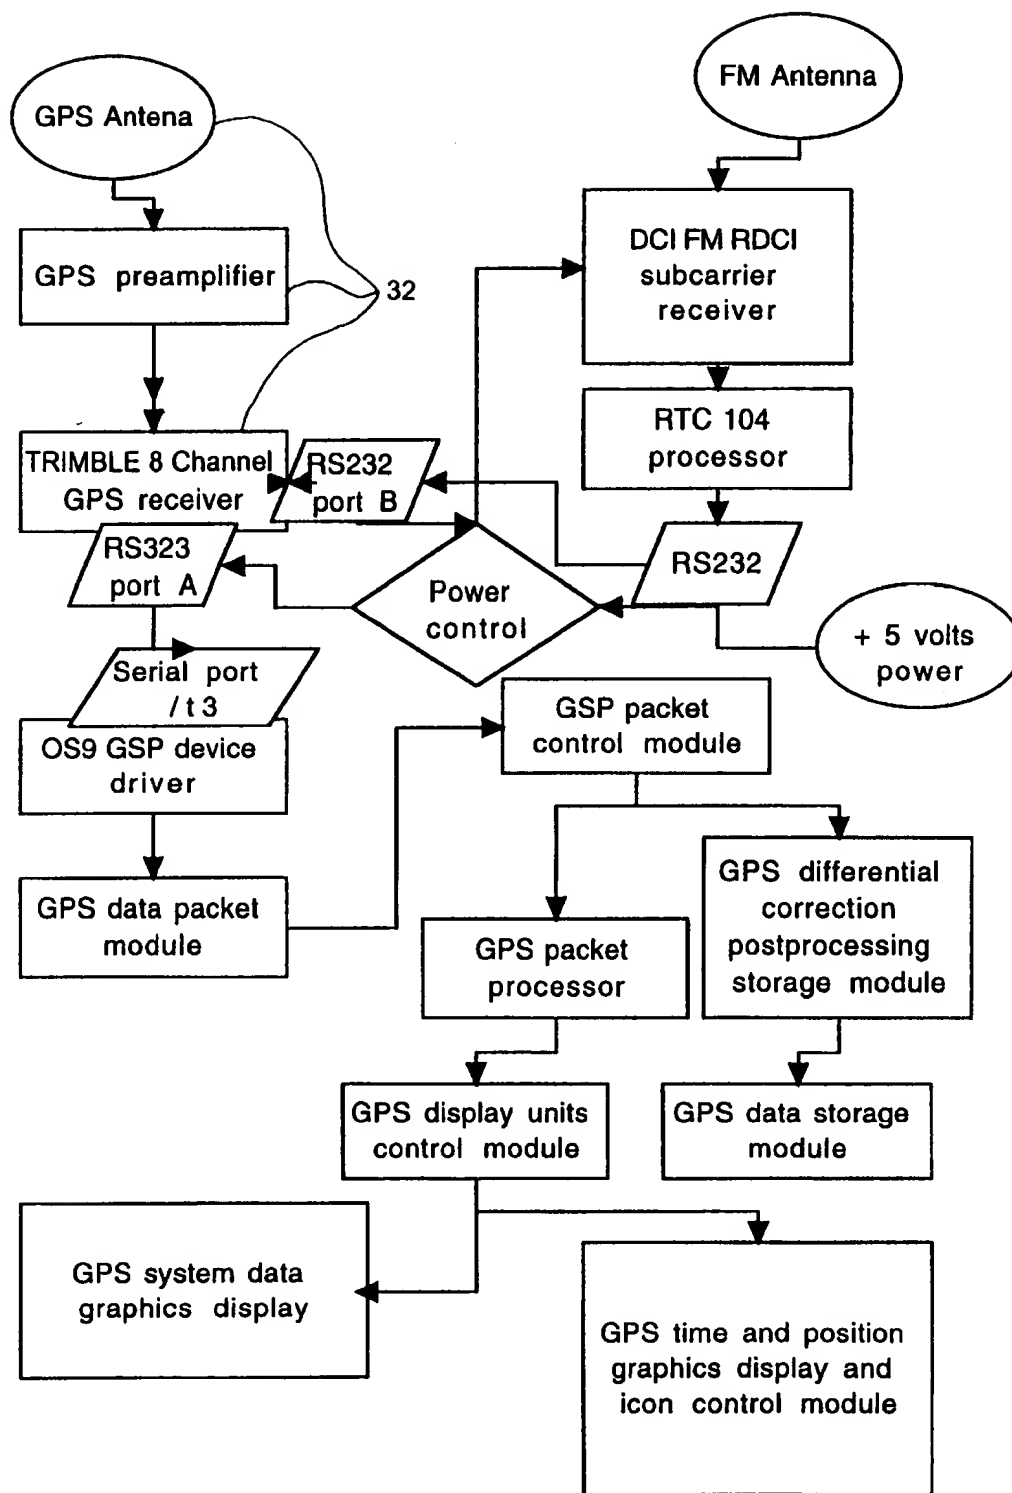 FM Antenna
GPS Antena
DCI FM RDCI
subcarrier
receiver
GPS preamplifier
32
RTC 104
processor
TRIMBLE 8 Channel
GPS receiver
RS232
port B
RS323
port A
RS232
Power
control
+ 5 volts
power
Serial port
/ t 3
OS9 GSP device
driver
GSP packet
control module
GPS data packet
module
GPS differential
correction
postprocessing
storage module
GPS packet
processor
GPS display units
control module
GPS data storage
module
GPS system data
graphics display
GPS time and position
graphics display and
icon control module